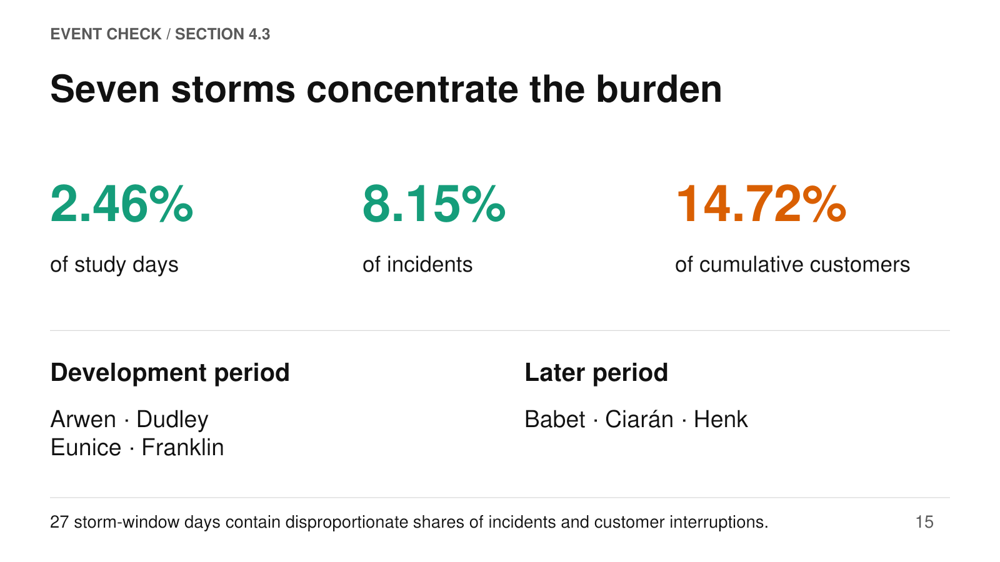 EVENT CHECK / SECTION 4.3
Seven storms concentrate the burden
2.46%
of study days
8.15%
of incidents
14.72%
of cumulative customers
Development period
Arwen · Dudley
Eunice · Franklin
Later period
Babet · Ciarán · Henk
27 storm-window days contain disproportionate shares of incidents and customer interruptions.
15